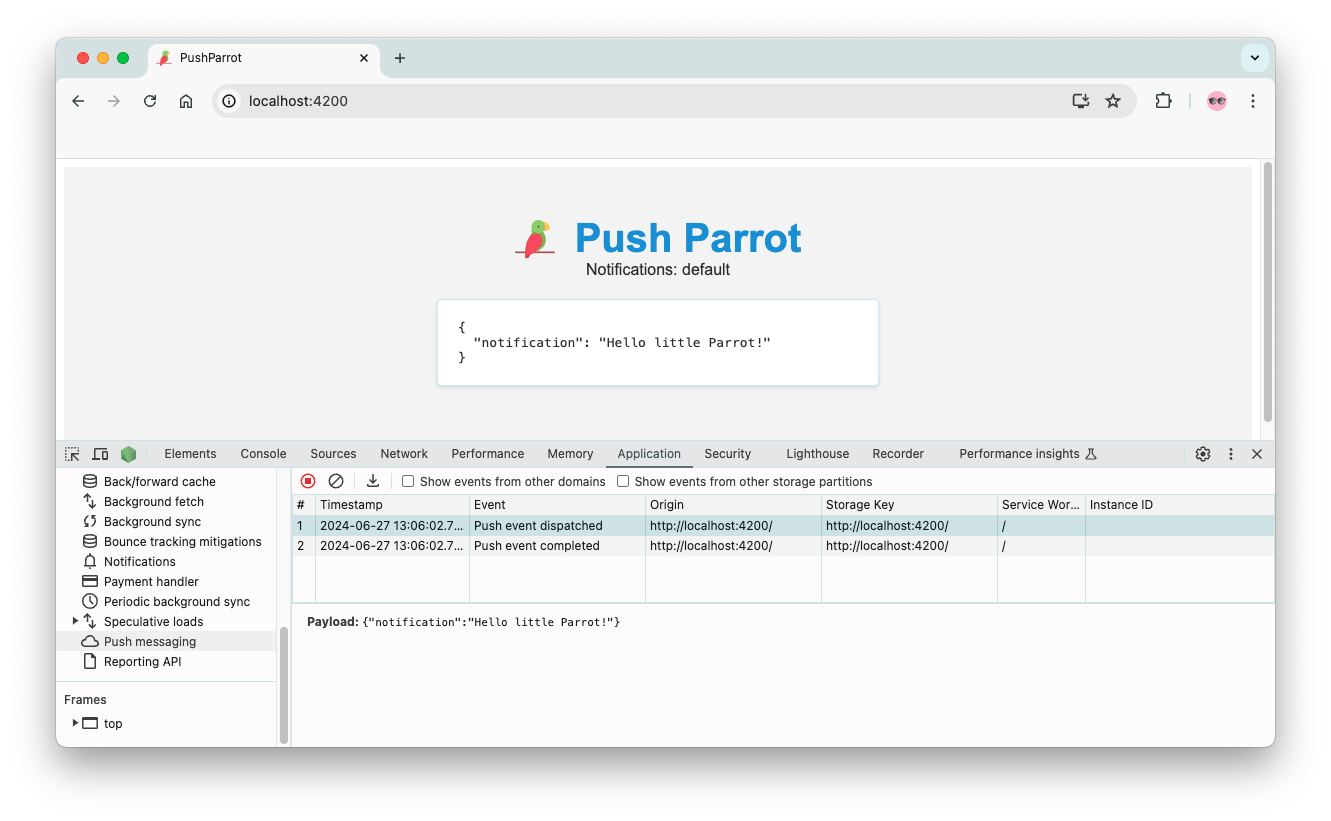 PushParrot
localhost:4200
Push Parrot
Notifications: default
{
"notification": "Hello little Parrot!"
}
Elements Console Sources Network Performance Memory Application Security Lighthouse Recorder Performance insights
Back/forward cache
Background fetch
Background sync
Bounce tracking mitigations
Notifications
Payment handler
Periodic background sync
Speculative loads
Push messaging
Reporting API
Frames
top
Show events from other domains Show events from other storage partitions
# Timestamp Event Origin Storage Key Service Wor... Instance ID
1 2024-06-27 13:06:02.7... Push event dispatched http://localhost:4200/ http://localhost:4200/ /
2 2024-06-27 13:06:02.7... Push event completed http://localhost:4200/ http://localhost:4200/ /
Payload: {"notification":"Hello little Parrot!"}